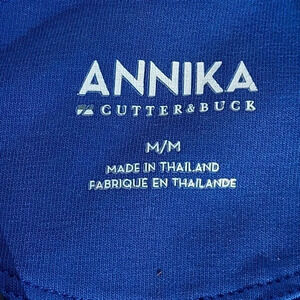 ANNIKA
CUTTER & BUCK
M/M
MADE IN THAILAND
FABRIQUE EN THAILANDE